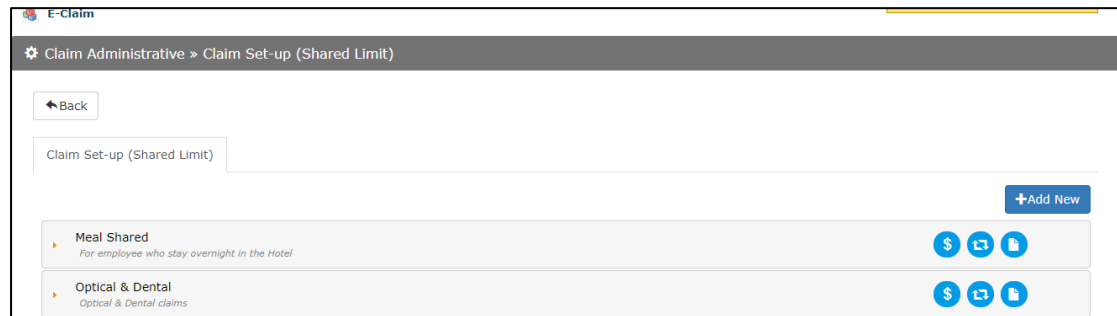 E-Claim
Claim Administrative » Claim Set-up (Shared Limit)
Back
Claim Set-up (Shared Limit)
+Add New
Meal Shared
For employee who stay overnight in the Hotel
$
Optical & Dental
Optical & Dental claims
$